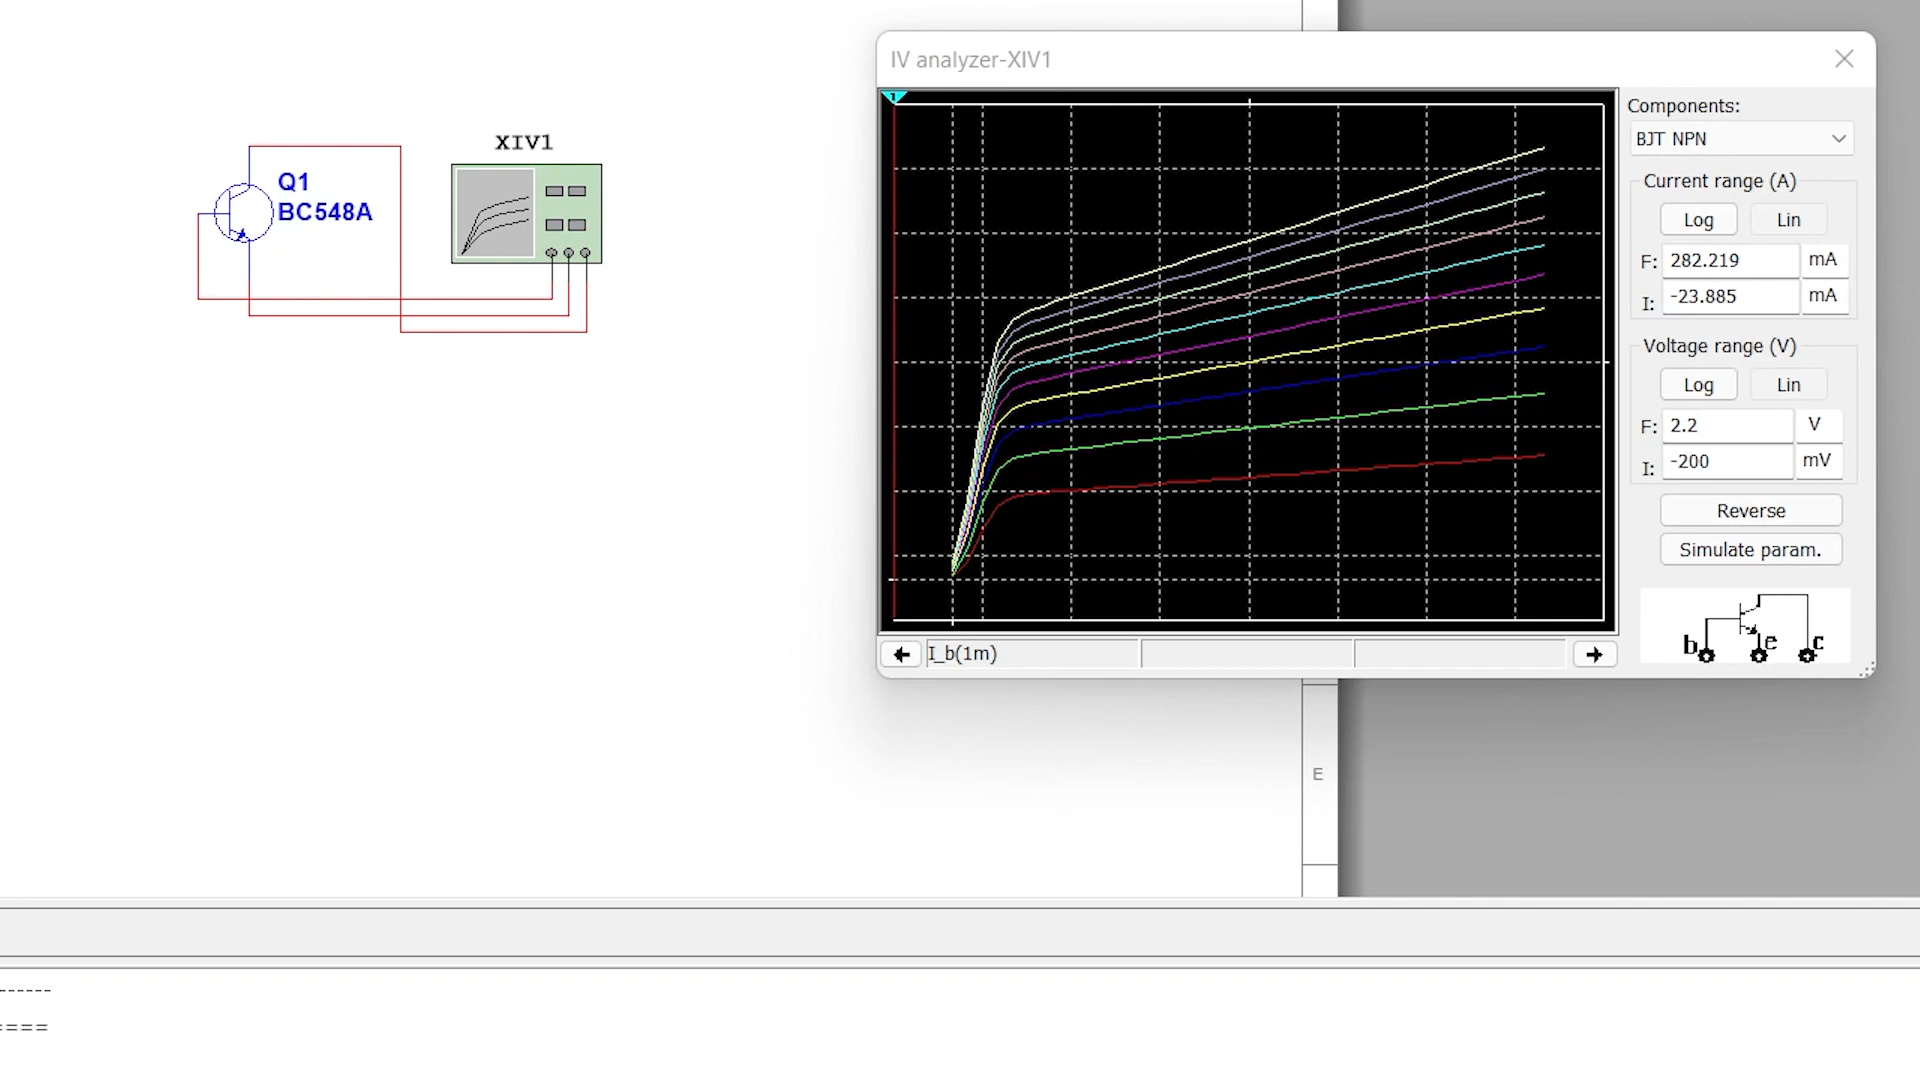 XIV1
Q1
BC548A
IV analyzer-XIV1
1
Components:
BJT NPN
Current range (A)
Log Lin
F: 282.219 mA
I: -23.885 mA
Voltage range (V)
Log Lin
F: 2.2 V
I: -200 mV
Reverse
Simulate param.
b e c
I_b(1m)
E
------
====